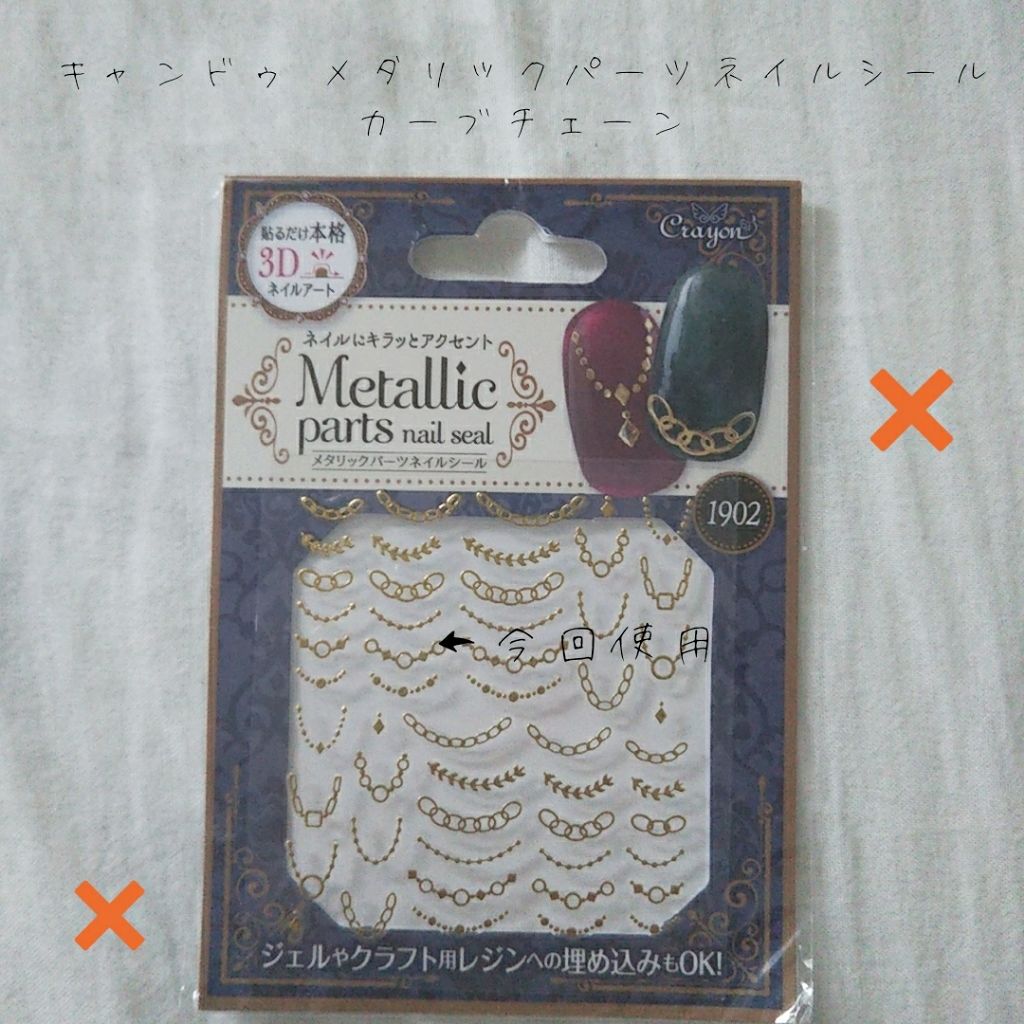 キャンドゥ メタリックパーツネイルシール
カーブチェーン
貼るだけ本格
3D
ネイルアート
Crayon
ネイルにキラッとアクセント
Metallic
parts nail seal
メタリックパーツネイルシール
1902
← 今回使用
ジェルやクラフト用レジンへの埋め込みもOK!